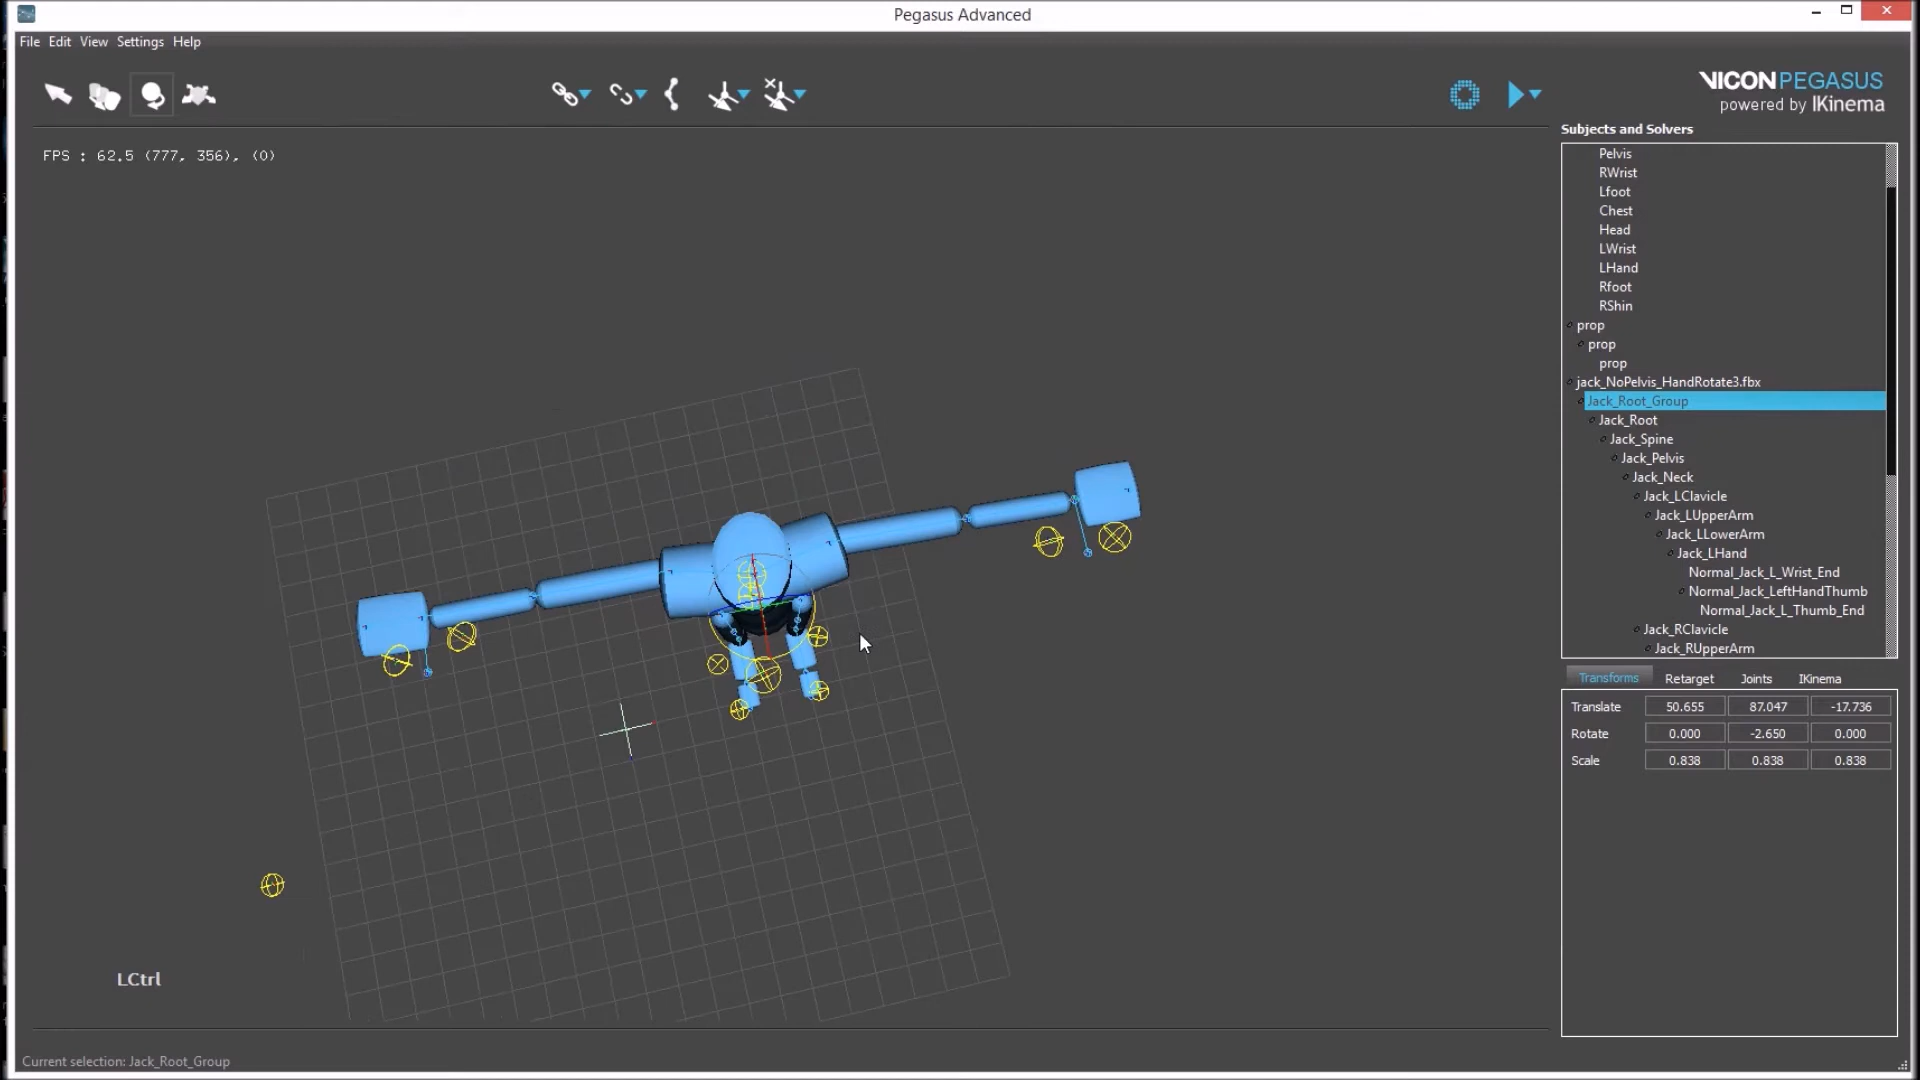 Pegasus Advanced
File Edit View Settings Help
VICON PEGASUS
powered by IKinema
FPS : 62.5 (777, 356), (0)
Subjects and Solvers
Pelvis
RWrist
Lfoot
Chest
Head
LWrist
LHand
Rfoot
RShin
prop
prop
prop
jack_NoPelvis_HandRotate3.fbx
Jack_Root_Group
Jack_Root
Jack_Spine
Jack_Pelvis
Jack_Neck
Jack_LClavicle
Jack_LUpperArm
Jack_LLowerArm
Jack_LHand
Normal_Jack_L_Wrist_End
Normal_Jack_LeftHandThumb
Normal_Jack_L_Thumb_End
Jack_RClavicle
Jack_RUpperArm
Transforms Retarget Joints IKinema
Translate 50.655 87.047 -17.736
Rotate 0.000 -2.650 0.000
Scale 0.838 0.838 0.838
LCtrl
Current selection: Jack_Root_Group